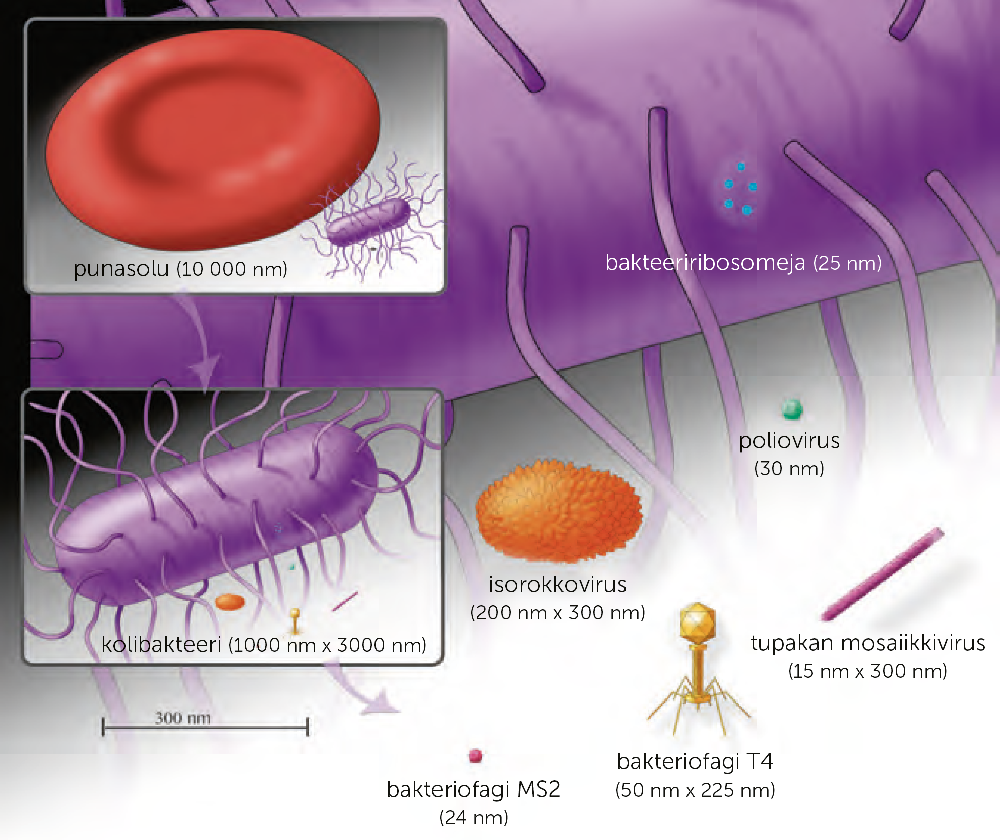 punasolu (10 000 nm)
bakteeriribosomeja (25 nm)
poliovirus
(30 nm)
isorokkovirus
(200 nm x 300 nm)
kolibakteeri (1000 nm x 3000 nm)
tupakan mosaiikkivirus
(15 nm x 300 nm)
300 nm
bakteriofagi T4
(50 nm x 225 nm)
bakteriofagi MS2
(24 nm)